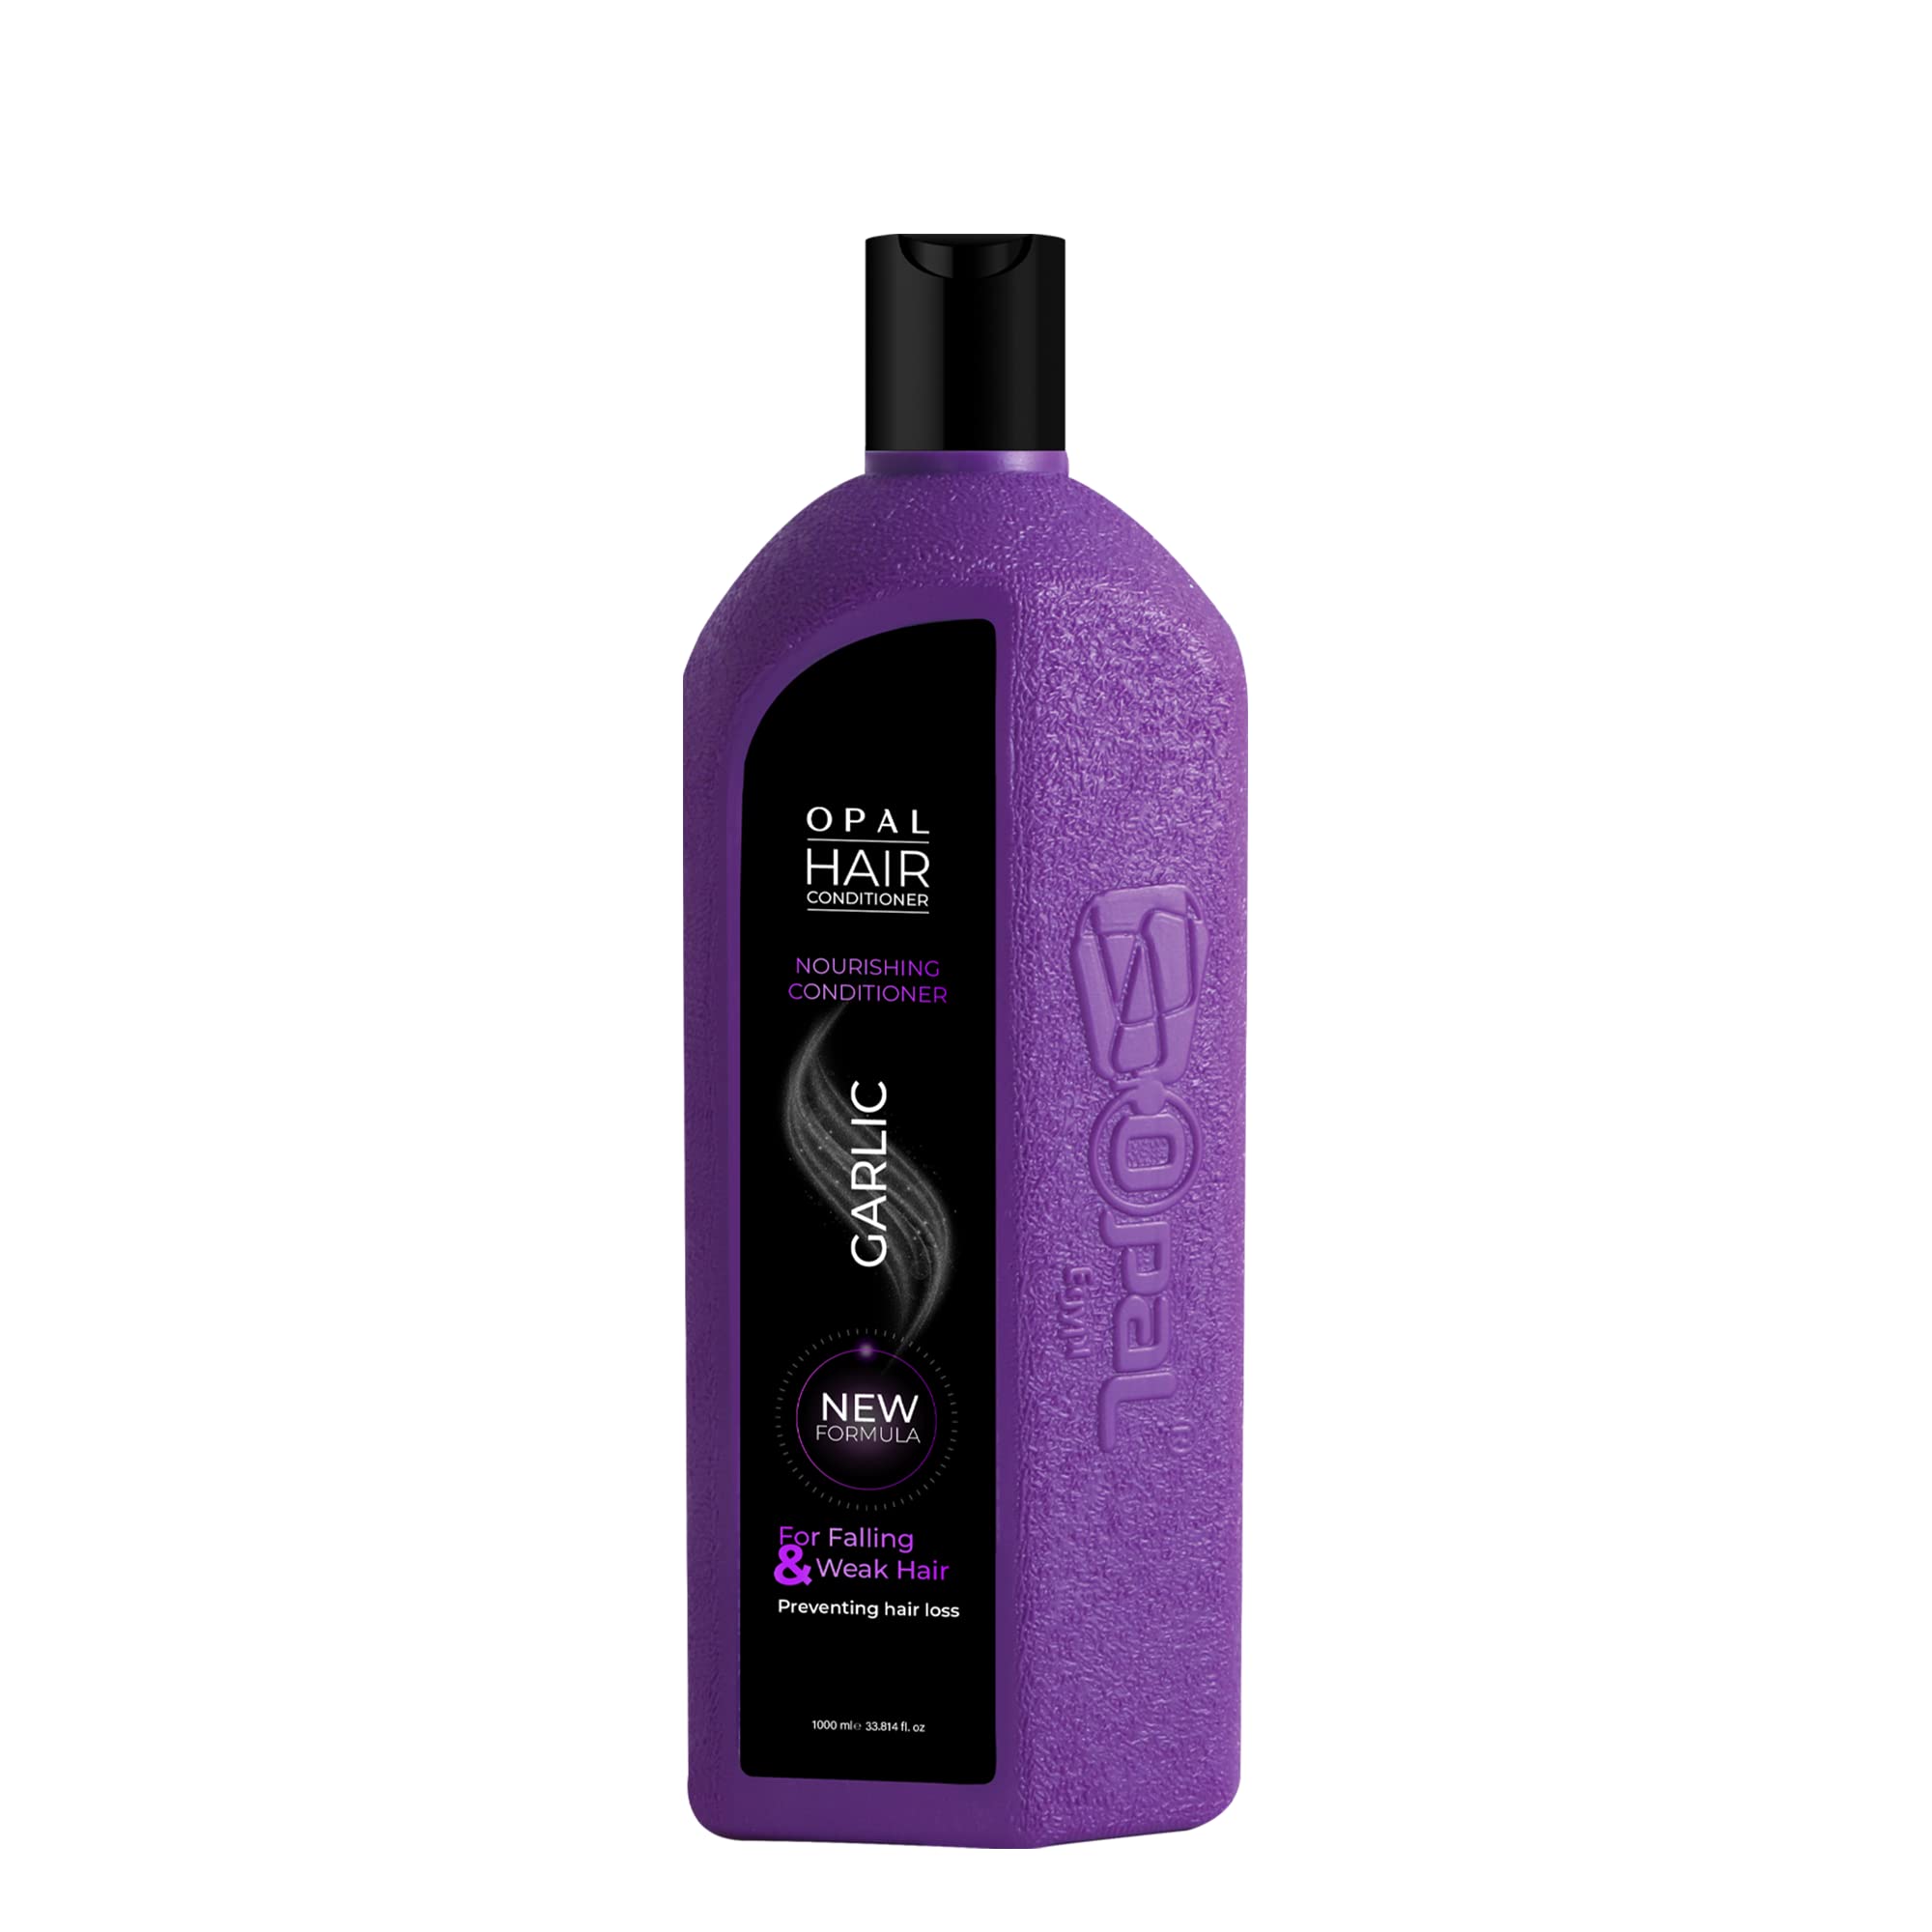 OPAL
HAIR
CONDITIONER
NOURISHING
CONDITIONER
GARLIC
NEW
FORMULA
For Falling
& Weak Hair
Preventing hair loss
1000 ml℮ 33.814 fl. oz
Opal
Egypt